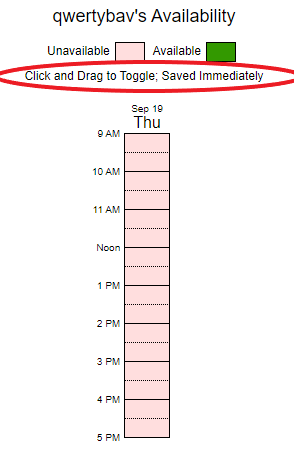 qwertybav's Availability
Unavailable Available
Click and Drag to Toggle; Saved Immediately
Sep 19
Thu
9 AM
10 AM
11 AM
Noon
1 PM
2 PM
3 PM
4 PM
5 PM